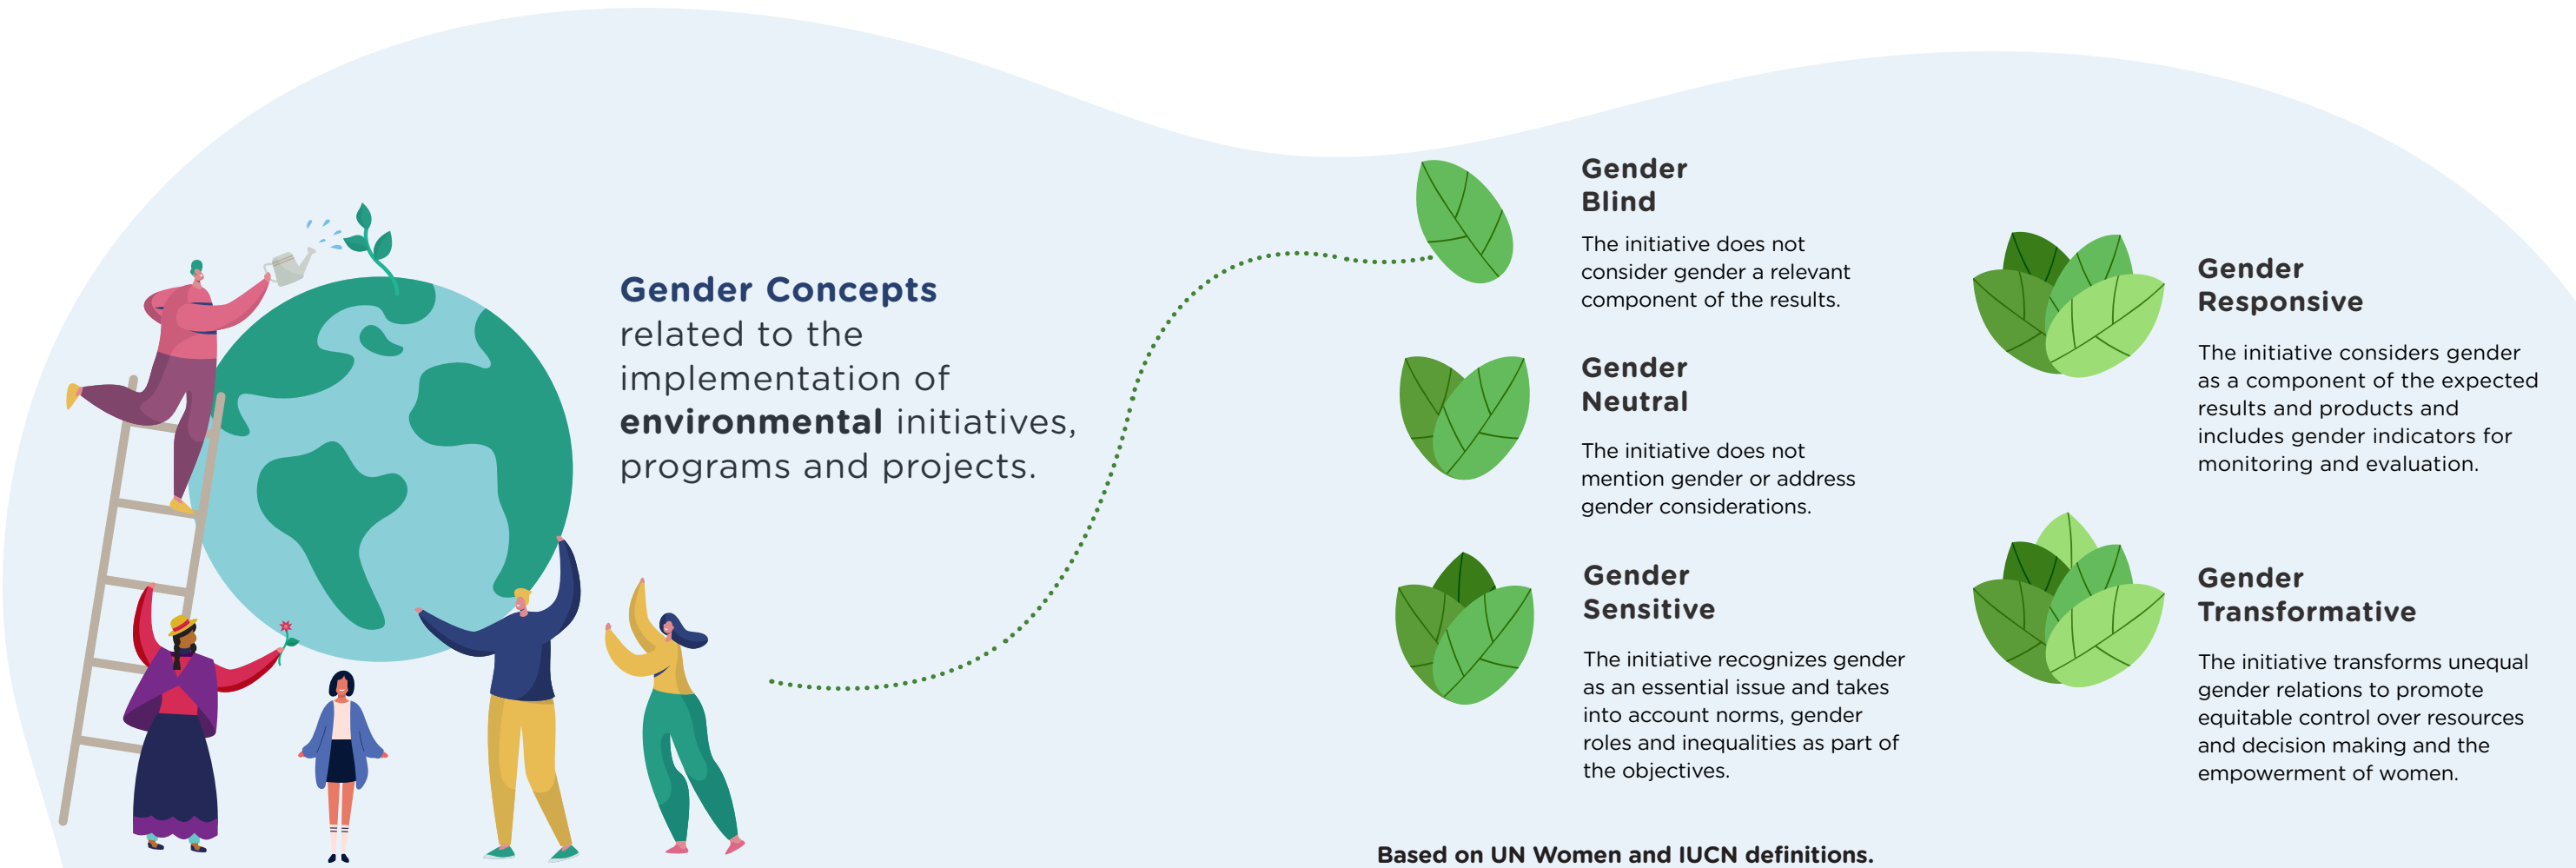 Gender Concepts
related to the
implementation of
environmental initiatives,
programs and projects.
Gender
Blind
The initiative does not
consider gender a relevant
component of the results.
Gender
Neutral
The initiative does not
mention gender or address
gender considerations.
Gender
Sensitive
The initiative recognizes gender
as an essential issue and takes
into account norms, gender
roles and inequalities as part of
the objectives.
Gender
Responsive
The initiative considers gender
as a component of the expected
results and products and
includes gender indicators for
monitoring and evaluation.
Gender
Transformative
The initiative transforms unequal
gender relations to promote
equitable control over resources
and decision making and the
empowerment of women.
Based on UN Women and IUCN definitions.